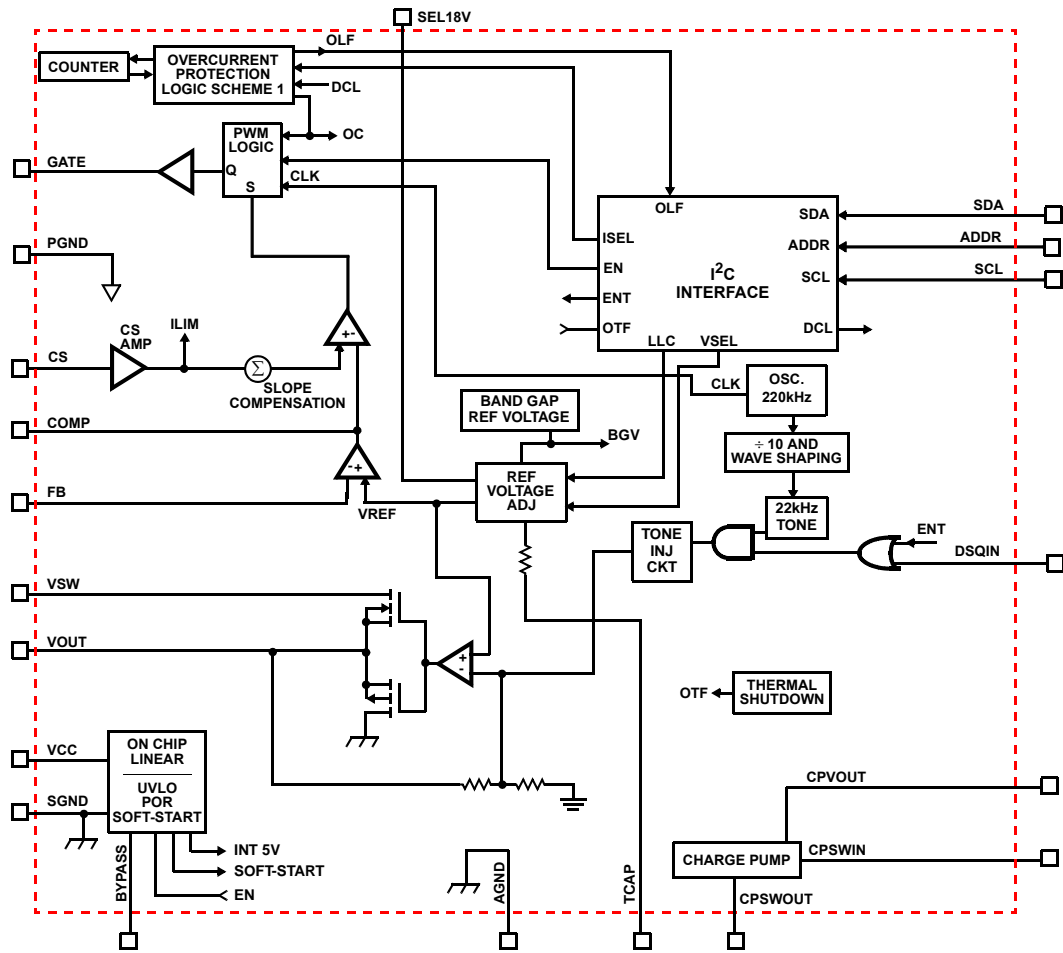 SEL18V
OLF
COUNTER
OVERCURRENT
PROTECTION
LOGIC SCHEME 1
DCL
OC
PWM
LOGIC
Q
S
CLK
GATE
PGND
OLF
SDA
ADDR
SCL
ISEL
EN
ENT
OTF
I2C
INTERFACE
LLC
VSEL
DCL
SDA
ADDR
SCL
CS
AMP
ILIM
CS
+-
Σ
SLOPE
COMPENSATION
CLK
OSC.
220kHz
BAND GAP
REF VOLTAGE
BGV
÷ 10 AND
WAVE SHAPING
COMP
-+
FB
VREF
REF
VOLTAGE
ADJ
22kHz
TONE
TONE
INJ
CKT
ENT
DSQIN
VSW
VOUT
+
-
OTF
THERMAL
SHUTDOWN
VCC
ON CHIP
LINEAR
UVLO
POR
SOFT-START
SGND
INT 5V
SOFT-START
EN
BYPASS
AGND
TCAP
CPVOUT
CHARGE PUMP
CPSWIN
CPSWOUT